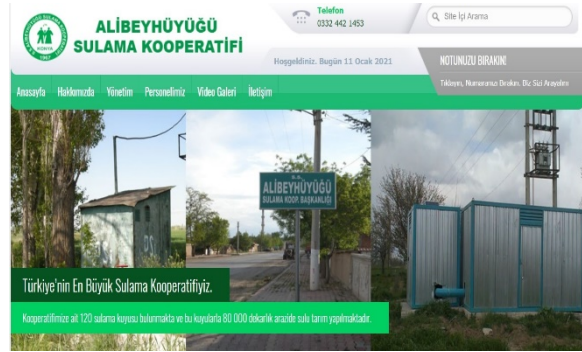 ALİBEYHÜYÜĞÜ
SULAMA KOOPERATİFİ
Telefon
0332 442 1453
Site İçi Arama
Hoşgeldiniz. Bugün 11 Ocak 2021
NOTUNUZU BIRAKIN!
Tıklayın, Numaranızı Bırakın, Biz Sizi Arayalım
Anasayfa Hakkımızda Yönetim Personelimiz Video Galeri İletişim
S.S.
ALİBEYHÜYÜĞÜ
SULAMA KOOP. BAŞKANLIĞI
Türkiye'nin En Büyük Sulama Kooperatifiyiz.
Kooperatifimize ait 120 sulama kuyusu bulunmakta ve bu kuyularla 80 000 dekarlık arazide sulu tarım yapılmaktadır.